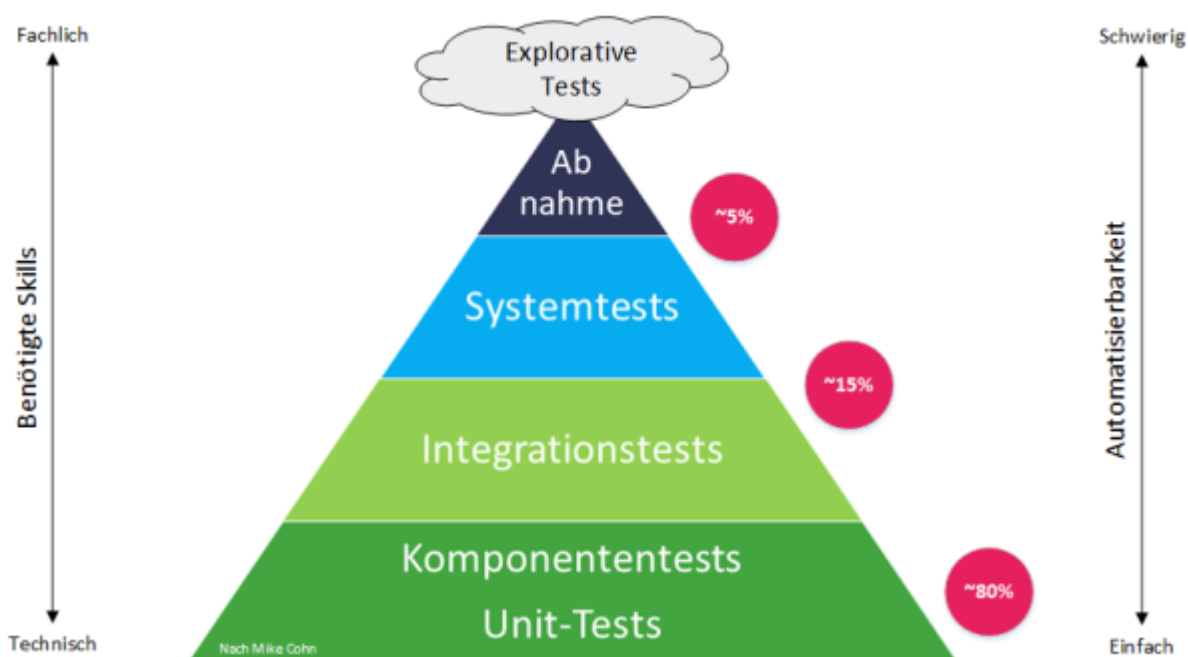 Fachlich
Schwierig
Explorative
Tests
Ab
nahme
~5%
Systemtests
Benötigte Skills
Automatisierbarkeit
~15%
Integrationstests
Komponententests
~80%
Unit-Tests
Technisch
Nach Mike Cohn
Einfach